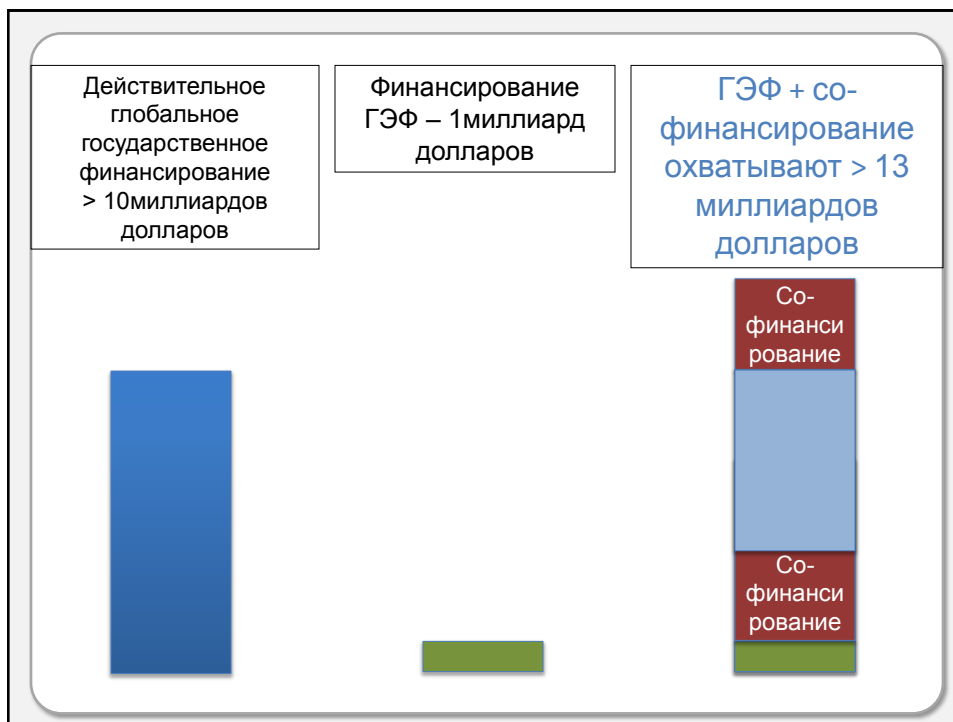 Действительное
глобальное
государственное
финансирование
> 10миллиардов
долларов
Финансирование
ГЭФ – 1миллиард
долларов
ГЭФ + со-
финансирование
охватывают > 13
миллиардов
долларов
Со-
финанси
рование
Со-
финанси
рование